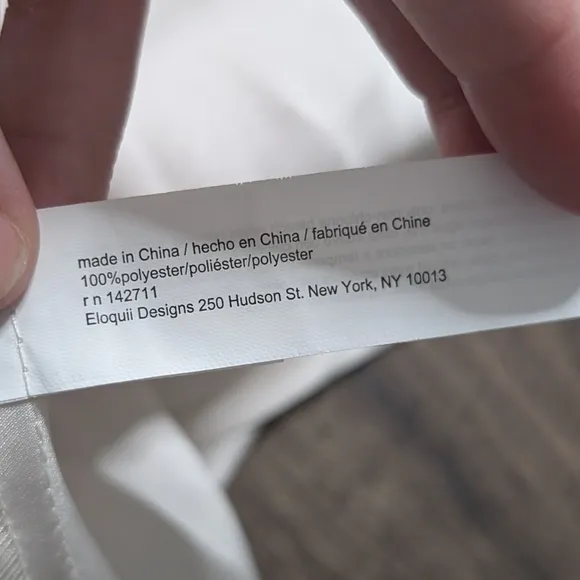 made in China / hecho en China / fabriqué en Chine
100%polyester/poliéster/polyester
r n 142711
Eloquii Designs 250 Hudson St. New York, NY 10013